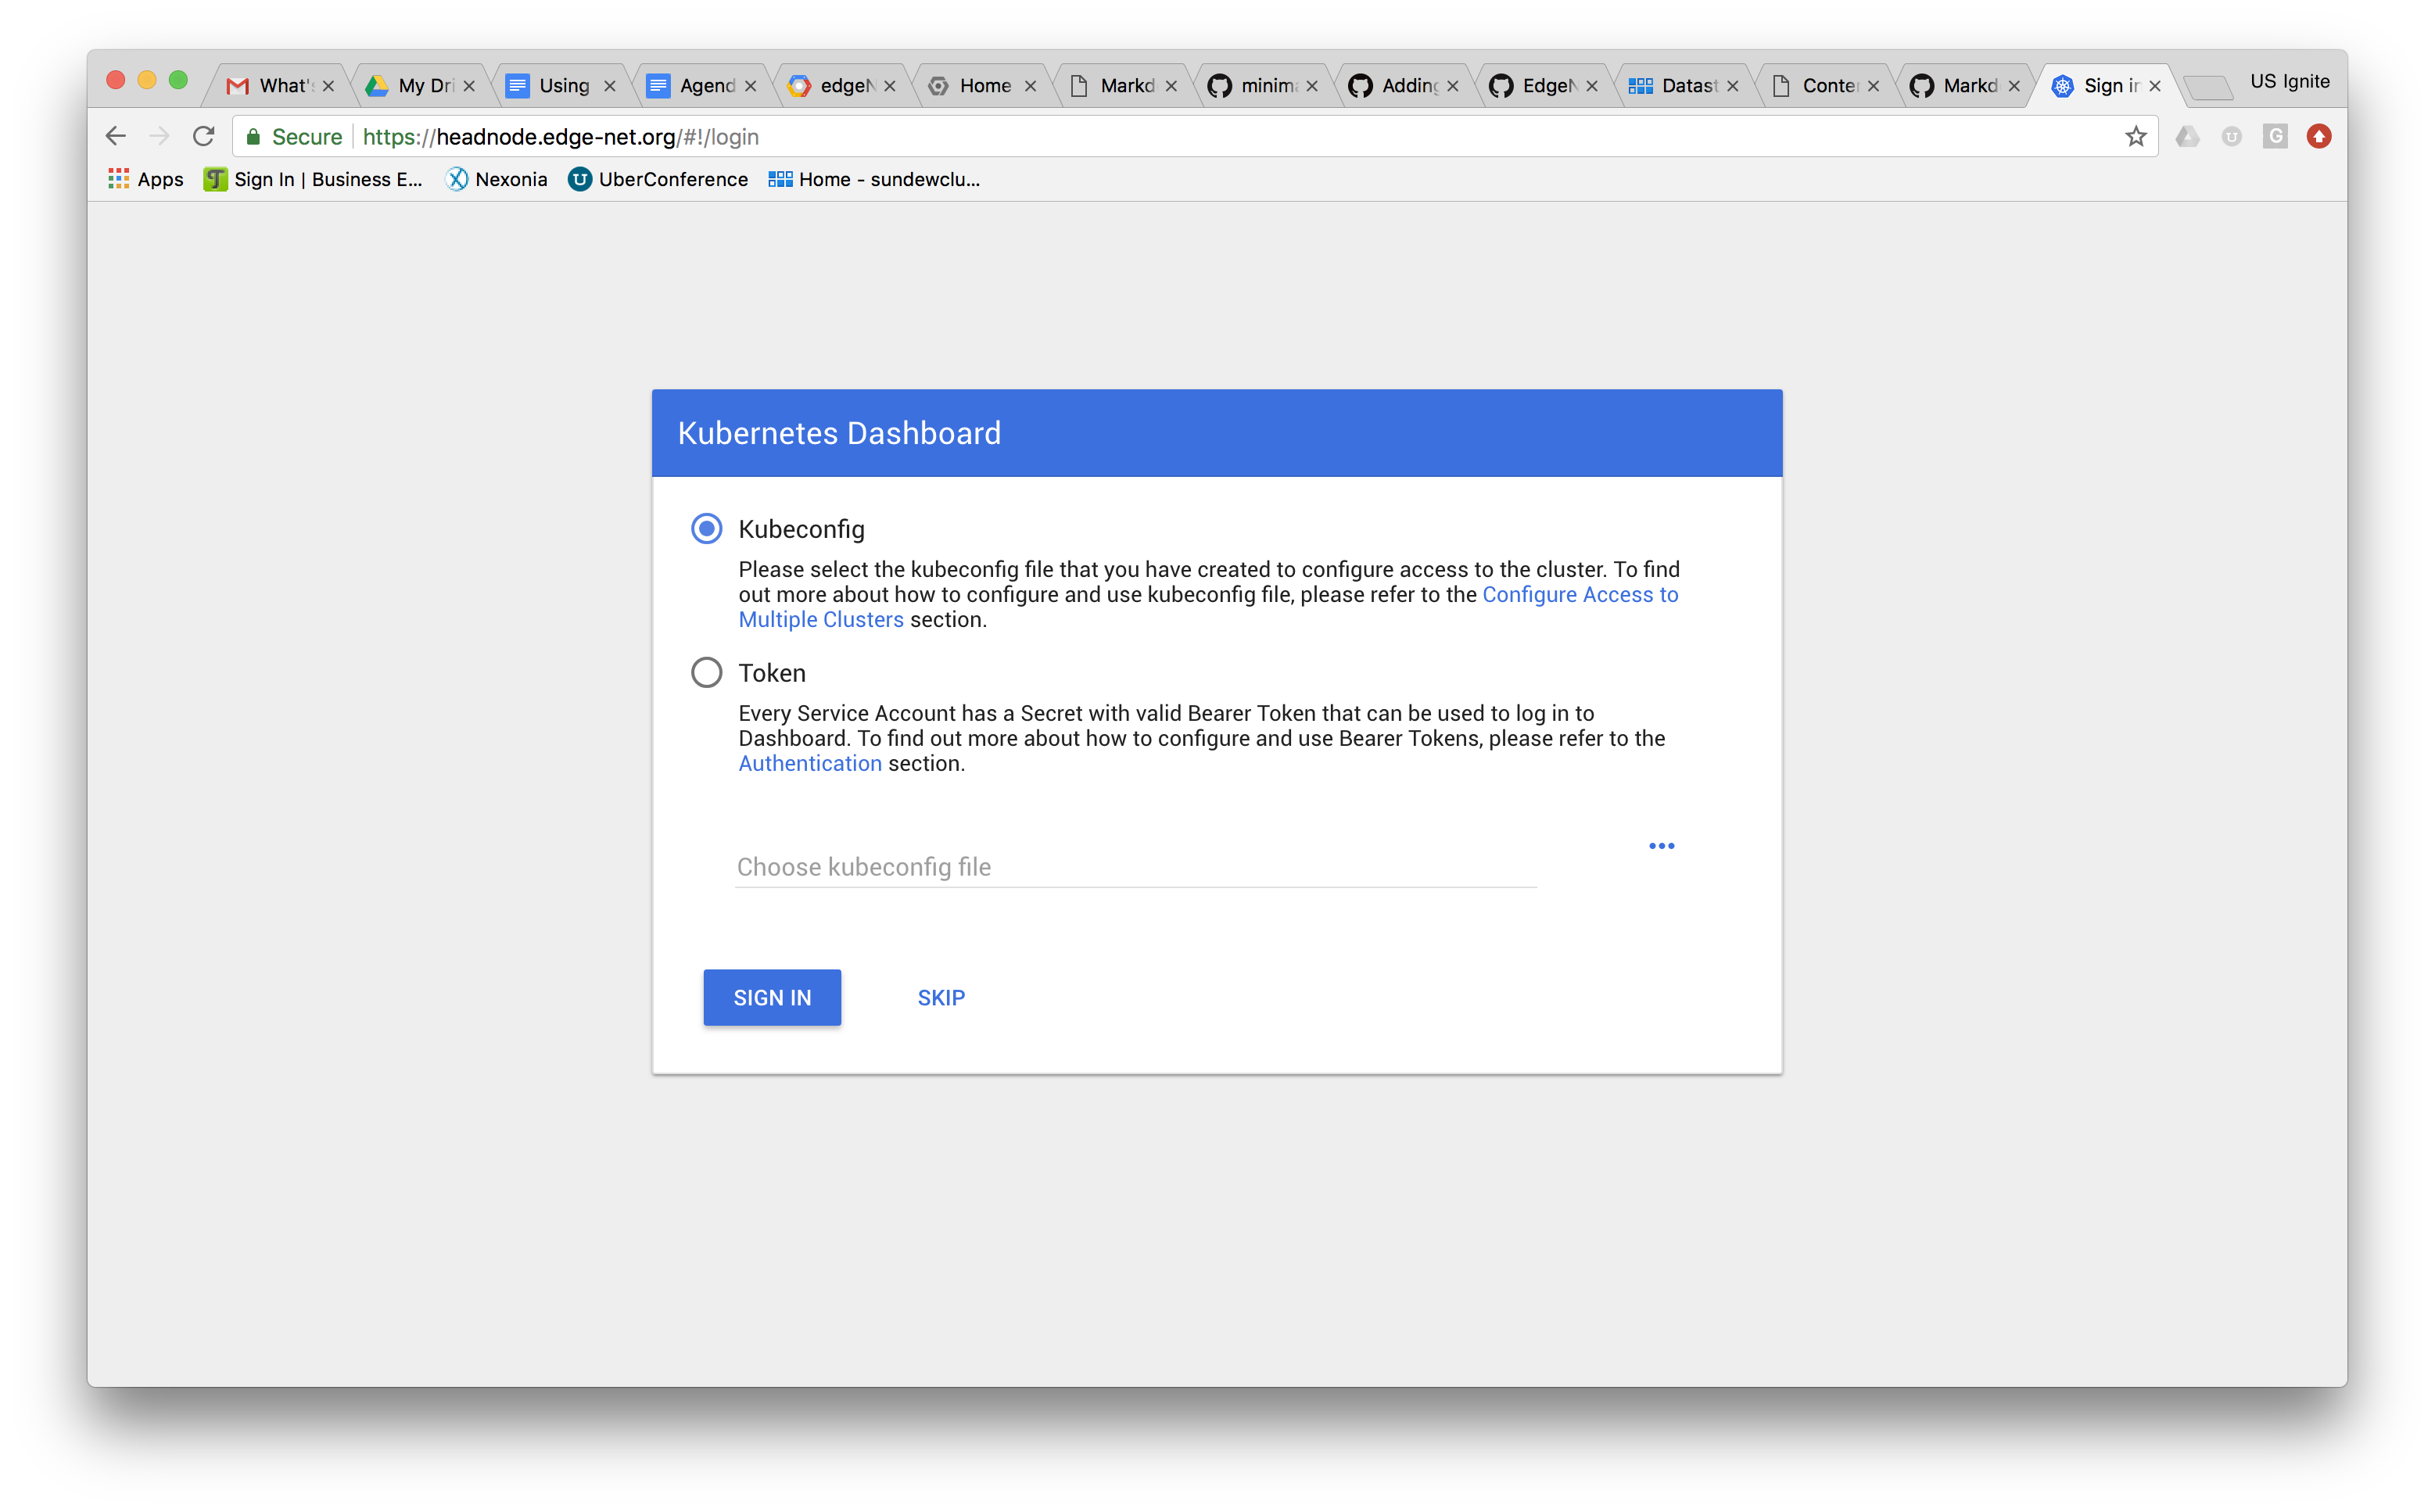 What's
My Dri
Using
Agend
edgeN
Home
Markd
minima
Adding
EdgeN
Datast
Conter
Markd
Sign in
US Ignite
Secure
https://headnode.edge-net.org/#!/login
Apps
Sign In | Business E...
Nexonia
UberConference
Home - sundewclu...
Kubernetes Dashboard
Kubeconfig
Please select the kubeconfig file that you have created to configure access to the cluster. To find
out more about how to configure and use kubeconfig file, please refer to the Configure Access to
Multiple Clusters section.
Token
Every Service Account has a Secret with valid Bearer Token that can be used to log in to
Dashboard. To find out more about how to configure and use Bearer Tokens, please refer to the
Authentication section.
Choose kubeconfig file
SIGN IN
SKIP